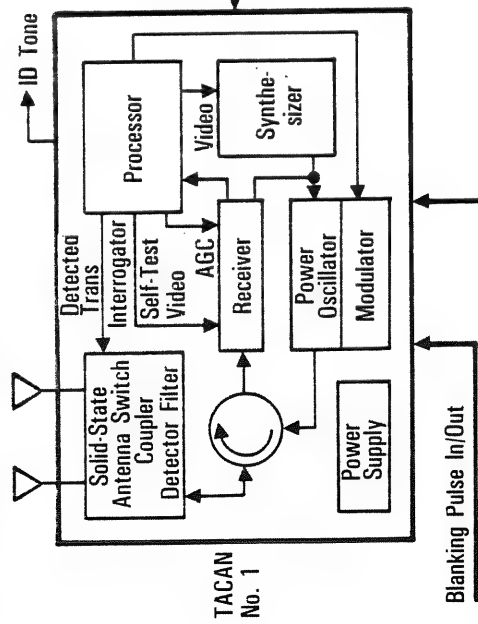 ID Tone
Processor
Detected
Trans
Interrogator
Self-Test
Video
AGC
Video
Solid-State
Antenna Switch
Coupler
Detector Filter
Receiver
Synthe-
sizer
Power
Oscillator
Modulator
Power
Supply
TACAN
No. 1
Blanking Pulse In/Out